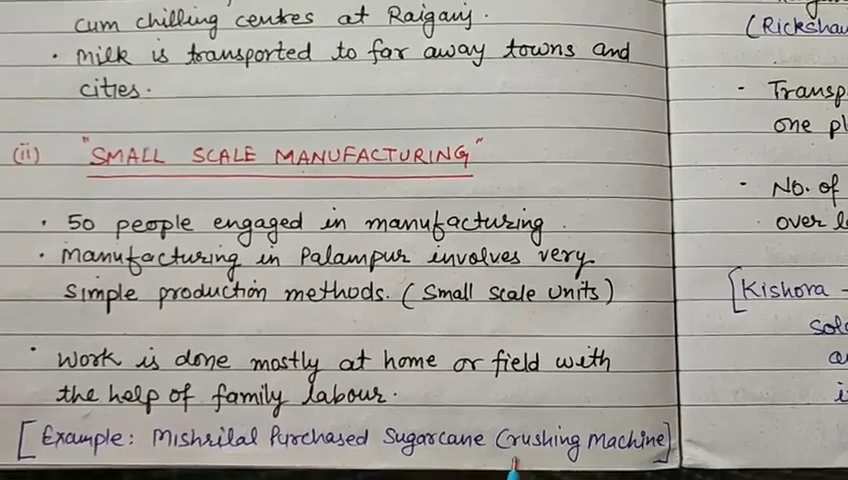 cum chilling centres at Raiganj.
• Milk is transported to far away towns and
cities.
(ii) "SMALL SCALE MANUFACTURING"
• 50 people engaged in manufacturing.
• Manufacturing in Palampur involves very
simple production methods. (Small Scale Units)
• Work is done mostly at home or field with
the help of family labour.
[Example: Mishrilal Purchased Sugarcane Crushing Machine]
(Ricksha
• Transp
one pl
• No. of
over l
[Kishora -
sol
a
i